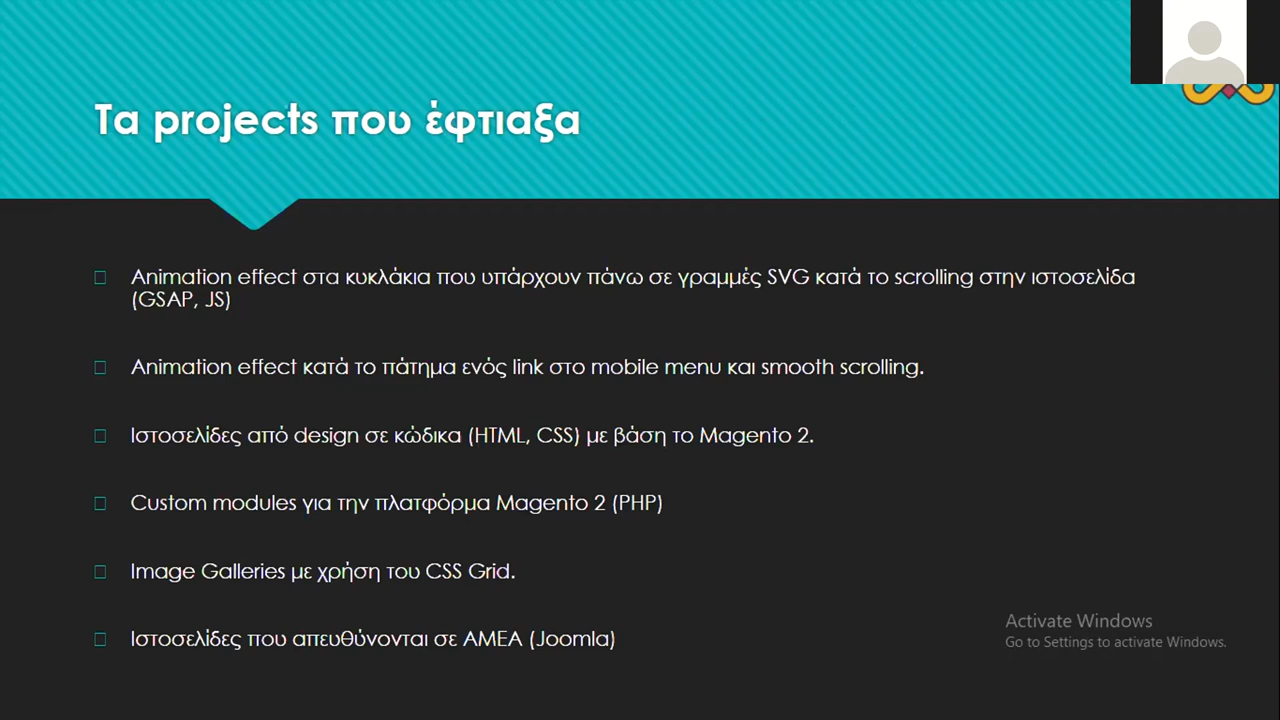 Τα projects που έφτιαξα
Animation effect στα κυκλάκια που υπάρχουν πάνω σε γραμμές SVG κατά το scrolling στην ιστοσελίδα
(GSAP, JS)
Animation effect κατά το πάτημα ενός link στο mobile menu και smooth scrolling.
Ιστοσελίδες από design σε κώδικα (HTML, CSS) με βάση το Magento 2.
Custom modules για την πλατφόρμα Magento 2 (PHP)
Image Galleries με χρήση του CSS Grid.
Ιστοσελίδες που απευθύνονται σε ΑΜΕΑ (Joomla)
Activate Windows
Go to Settings to activate Windows.